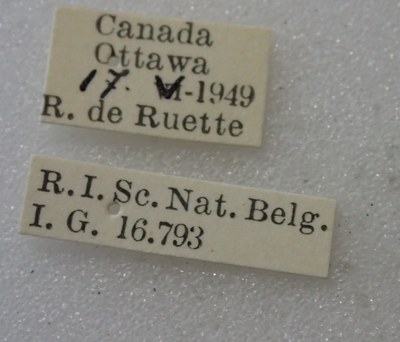 Canada
Ottawa
17. VI-1949
R. de Ruette
R. I. Sc. Nat. Belg.
I. G. 16.793